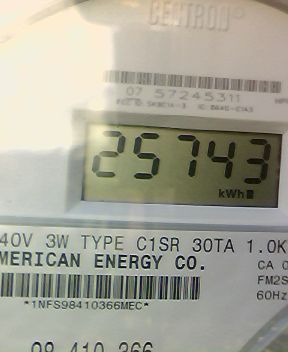 CENTRON®
07 57245311
25743
kWh
40V 3W TYPE C1SR 30TA 1.0K
MERICAN ENERGY CO.
CA 0
FM2S
60Hz
*1NFS98410366MEC*
98 410 366